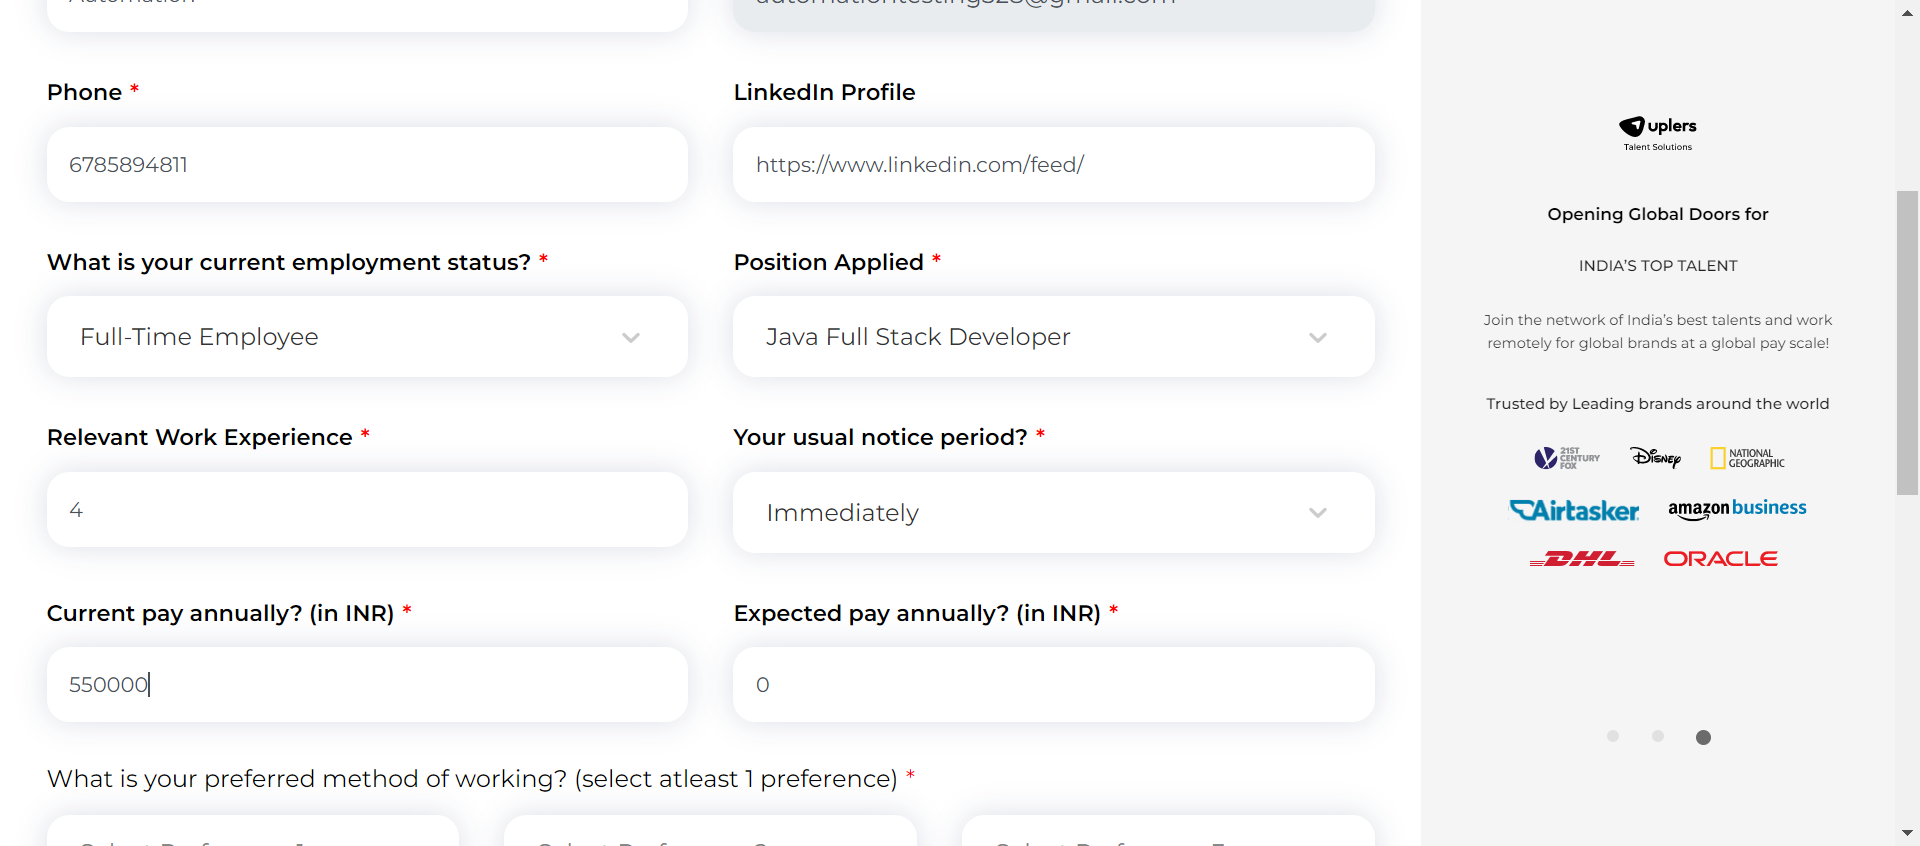 Phone *
LinkedIn Profile
6785894811
https://www.linkedin.com/feed/
What is your current employment status? *
Position Applied *
Full-Time Employee
Java Full Stack Developer
Relevant Work Experience *
Your usual notice period? *
4
Immediately
Current pay annually? (in INR) *
Expected pay annually? (in INR) *
550000
0
What is your preferred method of working? (select atleast 1 preference) *
uplers
Talent Solutions
Opening Global Doors for
INDIA'S TOP TALENT
Join the network of India's best talents and work
remotely for global brands at a global pay scale!
Trusted by Leading brands around the world
21ST
CENTURY
FOX
DISNEY
NATIONAL
GEOGRAPHIC
Airtasker
amazon business
DHL
ORACLE